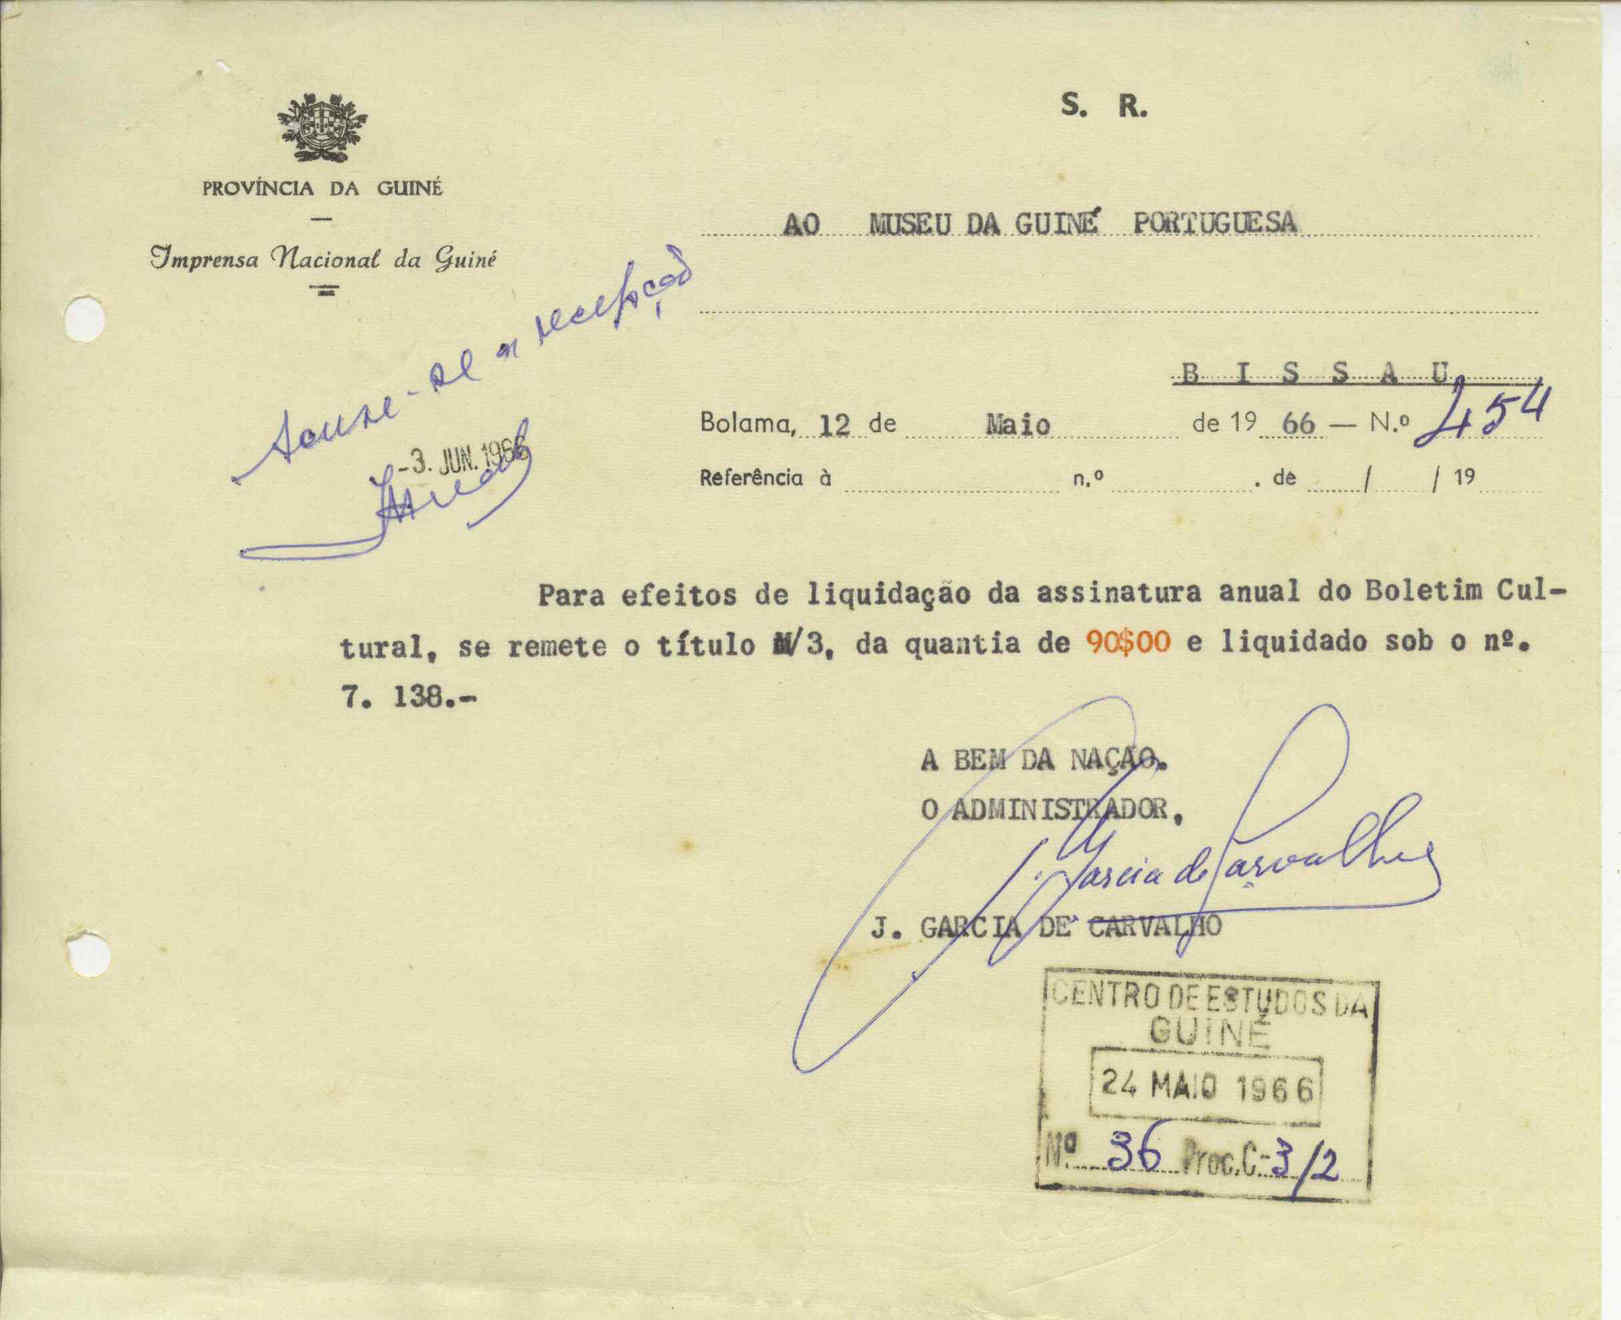 S. R.
PROVÍNCIA DA GUINÉ
Imprensa Nacional da Guiné
AO MUSEU DA GUINÉ PORTUGUESA
BISSAU
Bolama, 12 de Maio de 19 66 — N.º 454
Referência à n.º . de / / 19
Acuse-se a recepção
-3. JUN. 1966
Para efeitos de liquidação da assinatura anual do Boletim Cul-
tural, se remete o título M/3, da quantia de 90$00 e liquidado sob o nº.
7. 138.-
A BEM DA NAÇÃO.
O ADMINISTRADOR,
J. Garcia de Carvalho
J. GARCIA DE CARVALHO
CENTRO DE ESTUDOS DA
GUINÉ
24 MAIO 1966
Nº 36 Proc. C-3/2